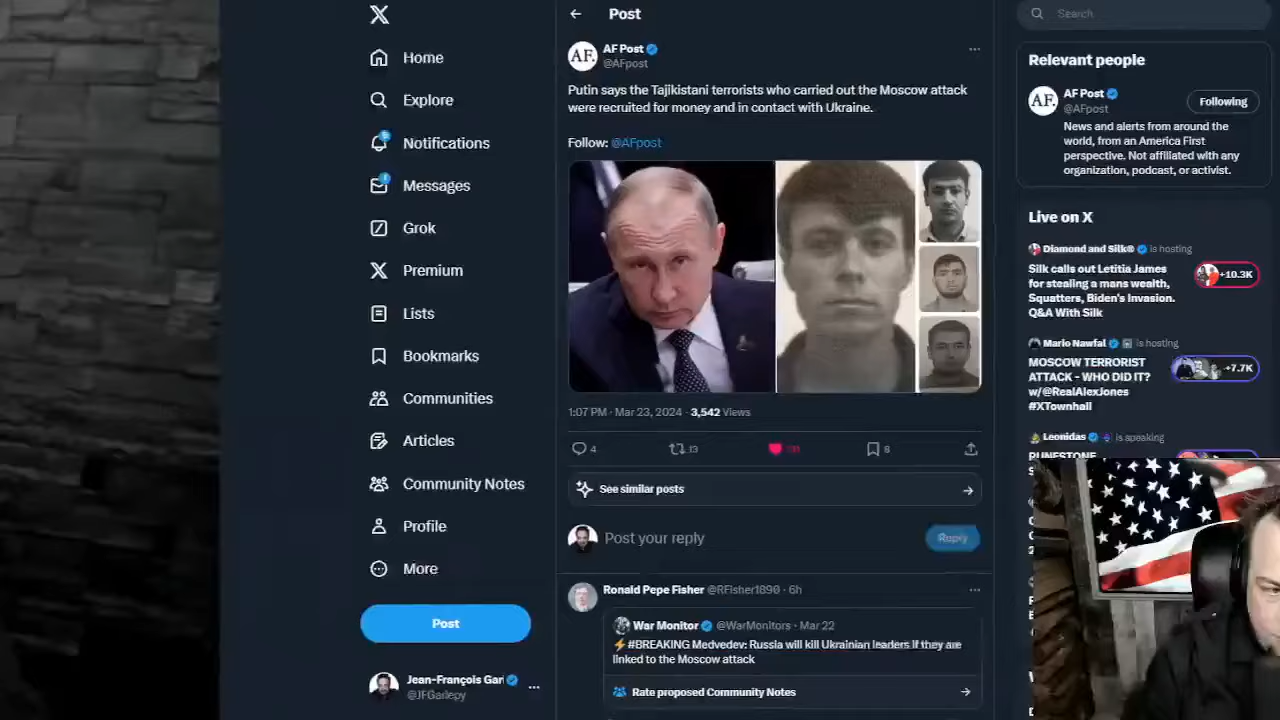 Home
Explore
Notifications
Messages
Grok
Premium
Lists
Bookmarks
Communities
Articles
Community Notes
Profile
More
Post
Jean-François Gar
@JFGariepy
Post
AF.
AF Post
@AFpost
Putin says the Tajikistani terrorists who carried out the Moscow attack
were recruited for money and in contact with Ukraine.
Follow: @AFpost
1:07 PM · Mar 23, 2024 · 3,542 Views
4
13
8
See similar posts
Post your reply
Reply
Ronald Pepe Fisher @RFisher1890 · 6h
War Monitor @WarMonitors · Mar 22
⚡#BREAKING Medvedev: Russia will kill Ukrainian leaders if they are
linked to the Moscow attack
Rate proposed Community Notes
Search
Relevant people
AF.
AF Post
@AFpost
Following
News and alerts from around the
world, from an America First
perspective. Not affiliated with any
organization, podcast, or activist.
Live on X
Diamond and Silk® is hosting
Silk calls out Letitia James
for stealing a mans wealth,
Squatters, Biden's Invasion.
Q&A With Silk
+10.3K
Mario Nawfal is hosting
MOSCOW TERRORIST
ATTACK - WHO DID IT?
w/@RealAlexJones
#XTownhall
+7.7K
Leonidas is speaking
RUNESTONE